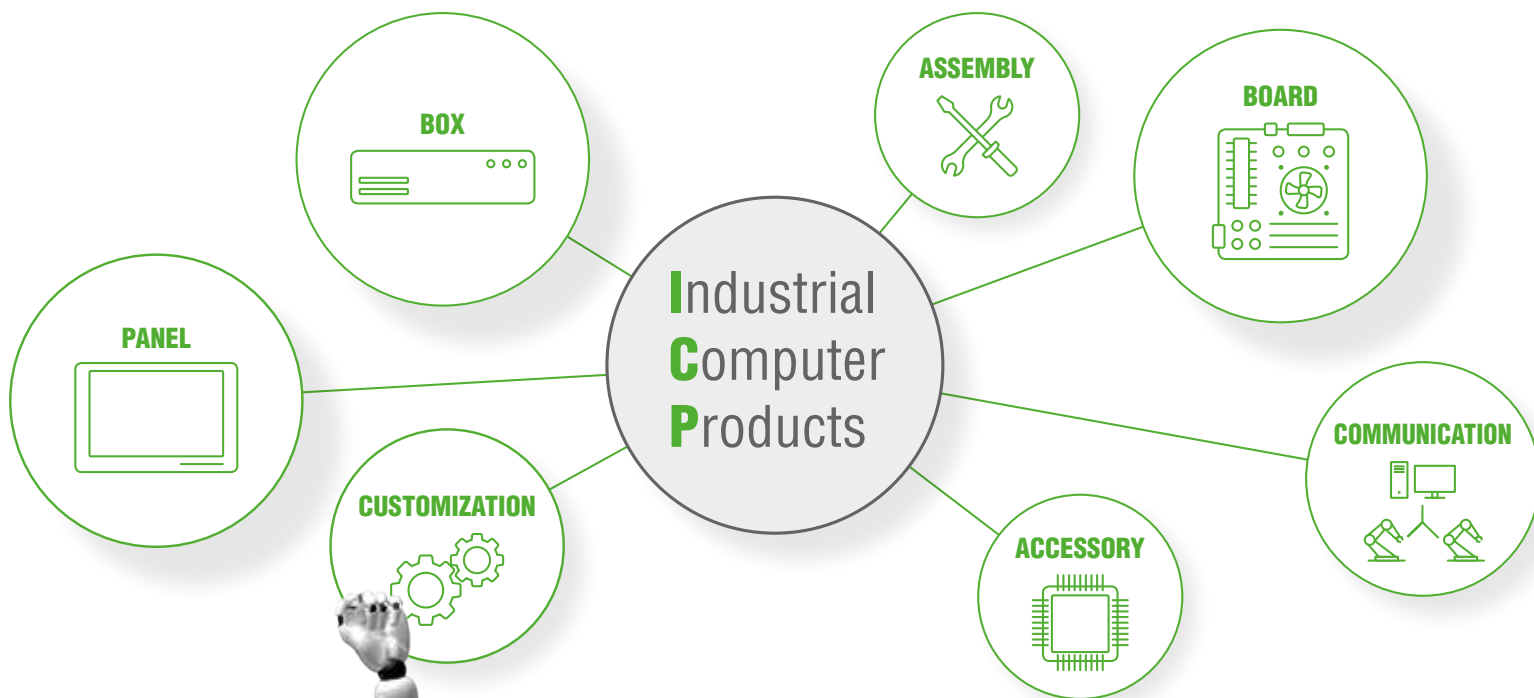 ASSEMBLY
BOARD
BOX
Industrial
Computer
Products
PANEL
COMMUNICATION
CUSTOMIZATION
ACCESSORY